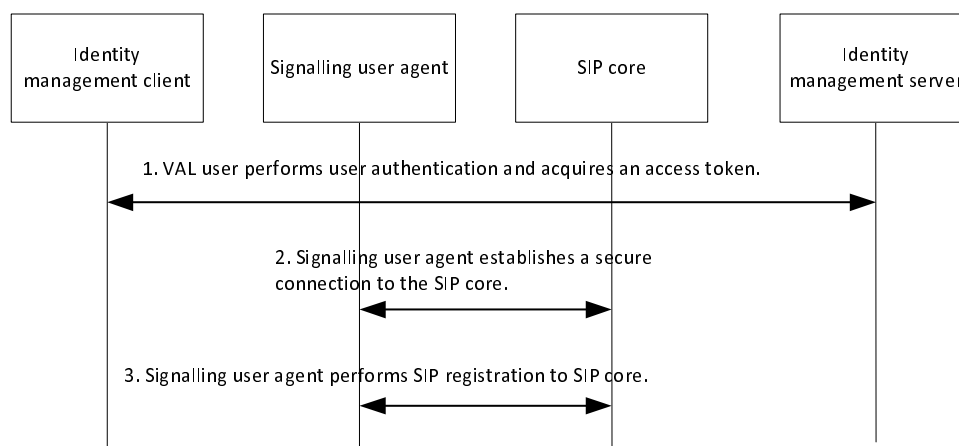 Identity
management client
Signalling user agent
SIP core
Identity
management server
1. VAL user performs user authentication and acquires an access token.
2. Signalling user agent establishes a secure
connection to the SIP core.
3. Signalling user agent performs SIP registration to SIP core.